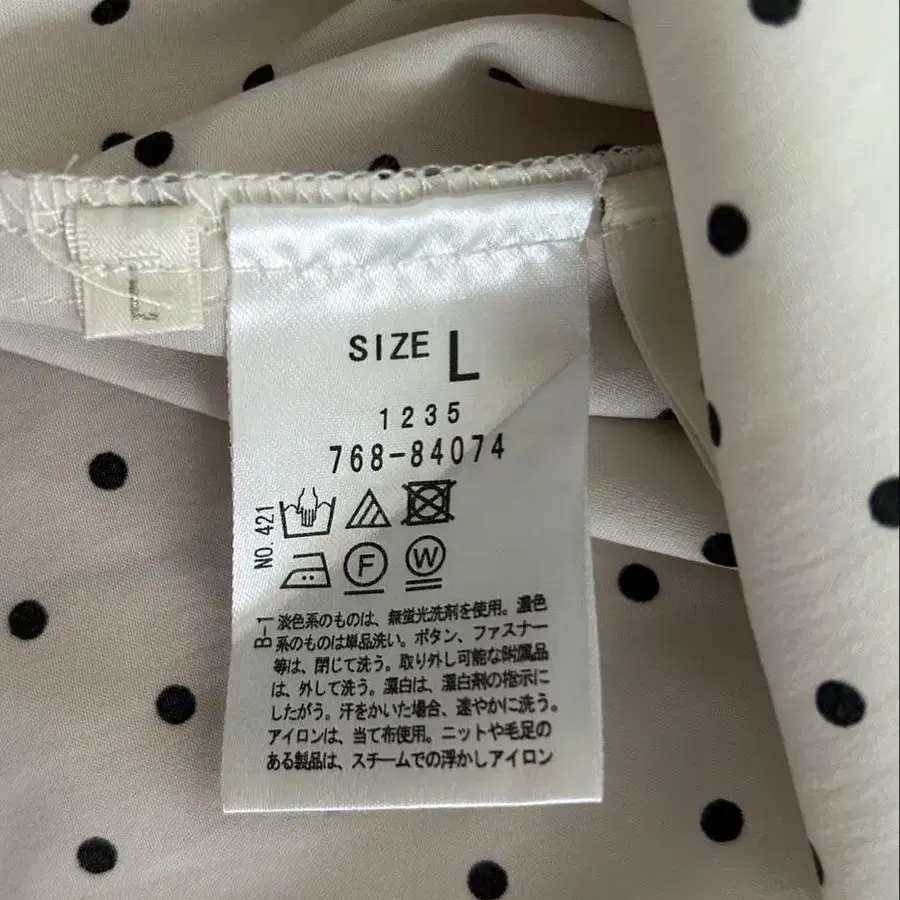 L
SIZE L
1235
768-84074
NO.421
F W
B-1
淡色系のものは、無蛍光洗剤を使用。濃色
系のものは単品洗い。ボタン、ファスナー
等は、閉じて洗う。取り外し可能な附属品
は、外して洗う。漂白は、漂白剤の指示に
したがう。汗をかいた場合、速やかに洗う。
アイロンは、当て布使用。ニットや毛足の
ある製品は、スチームでの浮かしアイロン